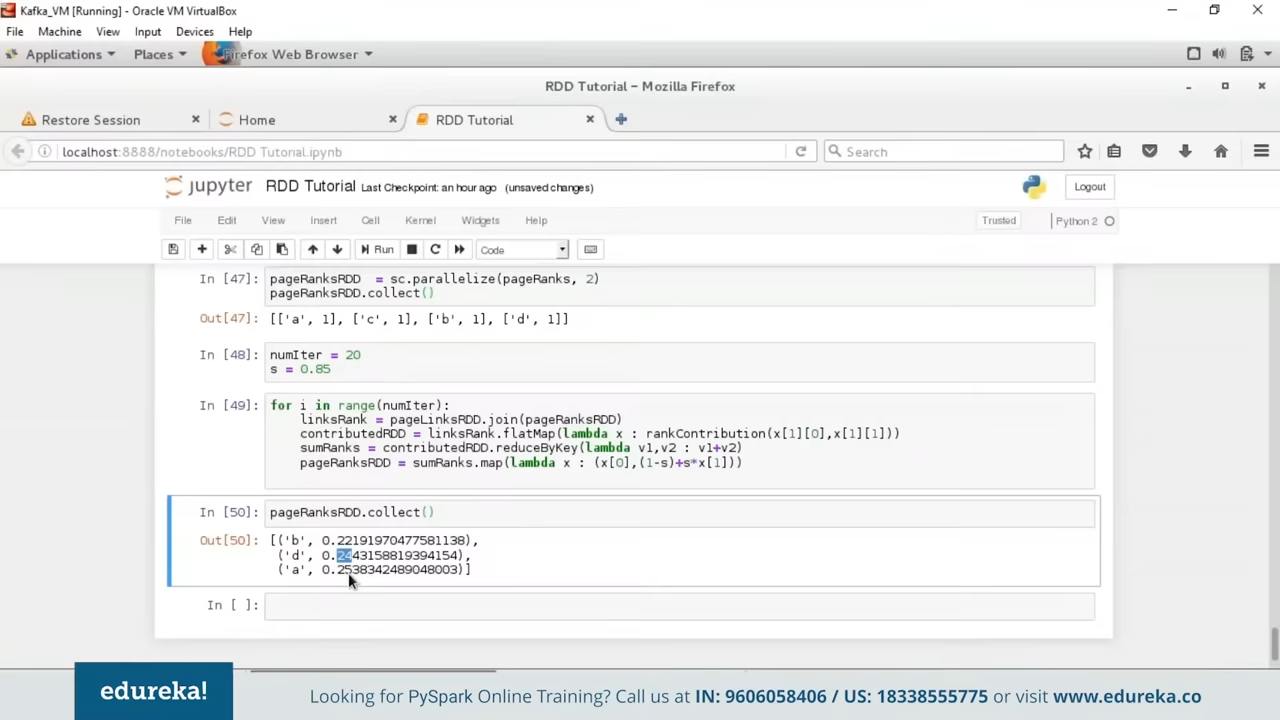 Kafka_VM [Running] - Oracle VM VirtualBox
File Machine View Input Devices Help
Applications Places Firefox Web Browser
RDD Tutorial – Mozilla Firefox
Restore Session Home RDD Tutorial
localhost:8888/notebooks/RDD Tutorial.ipynb Search
jupyter RDD Tutorial Last Checkpoint: an hour ago (unsaved changes) Logout
File Edit View Insert Cell Kernel Widgets Help Trusted Python 2
Run Code
In [47]: pageRanksRDD = sc.parallelize(pageRanks, 2)
pageRanksRDD.collect()
Out[47]: [['a', 1], ['c', 1], ['b', 1], ['d', 1]]
In [48]: numIter = 20
s = 0.85
In [49]: for i in range(numIter):
linksRank = pageLinksRDD.join(pageRanksRDD)
contributedRDD = linksRank.flatMap(lambda x : rankContribution(x[1][0],x[1][1]))
sumRanks = contributedRDD.reduceByKey(lambda v1,v2 : v1+v2)
pageRanksRDD = sumRanks.map(lambda x : (x[0],(1-s)+s*x[1]))
In [50]: pageRanksRDD.collect()
Out[50]: [('b', 0.22191970477581138),
('d', 0.2443158819394154),
('a', 0.2538342489048003)]
In [ ]:
edureka! Looking for PySpark Online Training? Call us at IN: 9606058406 / US: 18338555775 or visit www.edureka.co